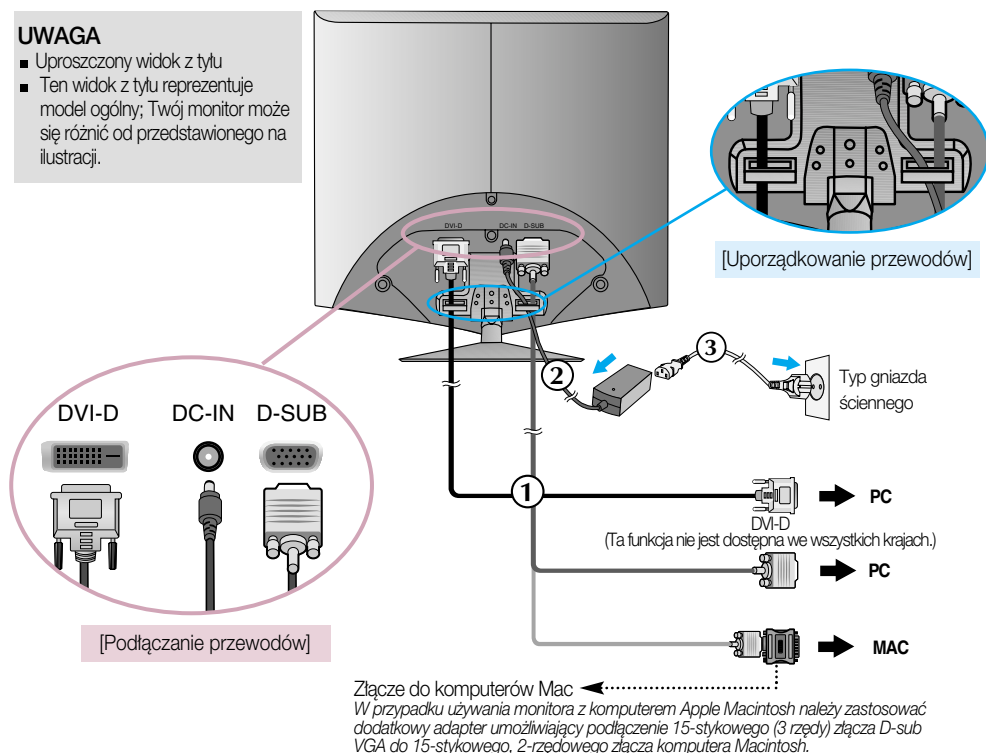 UWAGA
Uproszczony widok z tyłu
Ten widok z tyłu reprezentuje
model ogólny; Twój monitor może
się różnić od przedstawionego na
ilustracji.
DVI-D DC-IN D-SUB
[Uporządkowanie przewodów]
2
3
Typ gniazda
ściennego
DVI-D DC-IN D-SUB
1
PC
DVI-D
(Ta funkcja nie jest dostępna we wszystkich krajach.)
PC
[Podłączanie przewodów]
MAC
Złącze do komputerów Mac
W przypadku używania monitora z komputerem Apple Macintosh należy zastosować
dodatkowy adapter umożliwiający podłączenie 15-stykowego (3 rzędy) złącza D-sub
VGA do 15-stykowego, 2-rzędowego złącza komputera Macintosh.